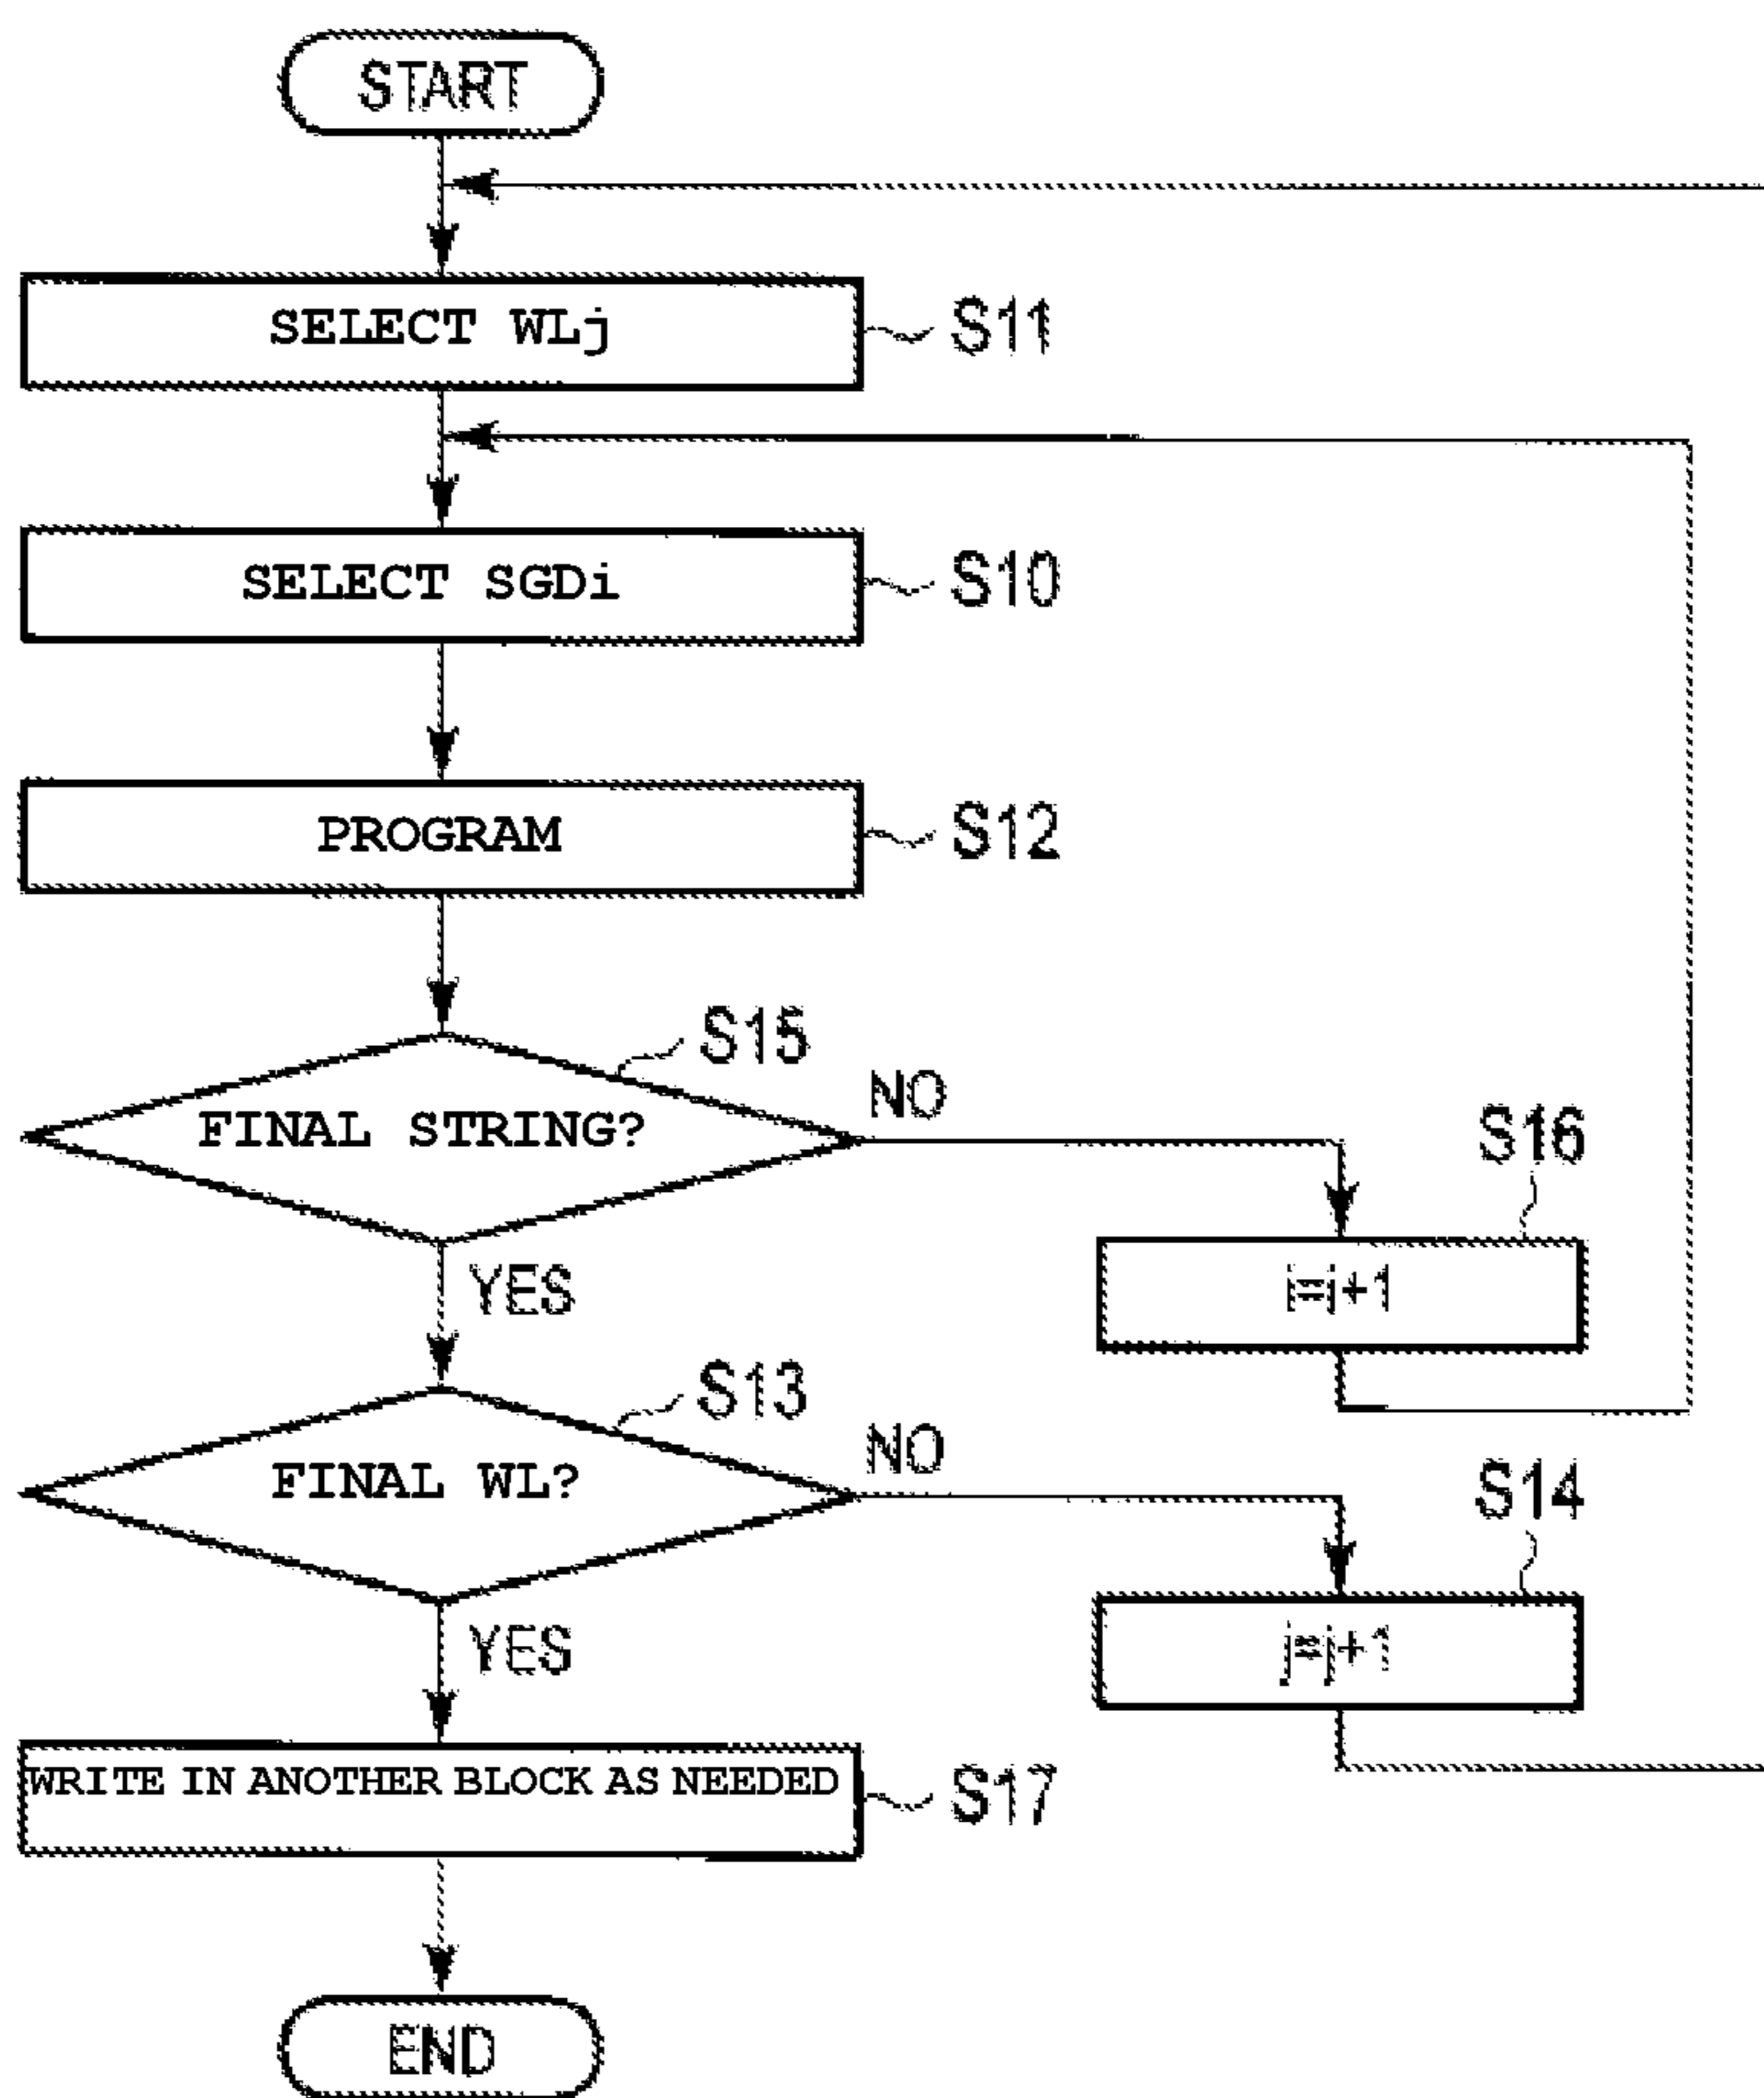 START
SELECT WLj
S11
SELECT SGDi
S10
PROGRAM
S12
S15
FINAL STRING?
NO
S16
i=i+1
YES
S13
FINAL WL?
NO
S14
j=j+1
YES
WRITE IN ANOTHER BLOCK AS NEEDED
S17
END